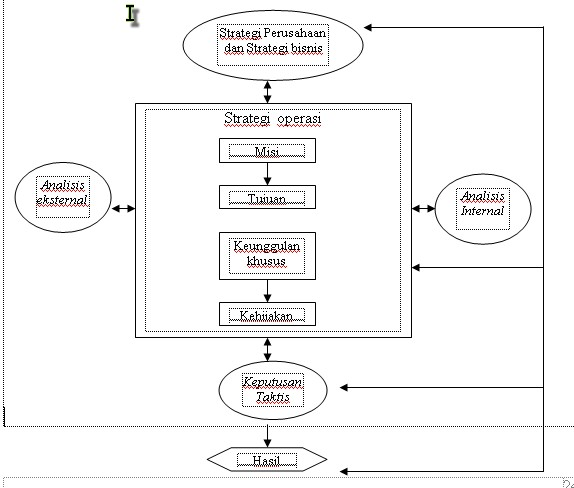 Strategi Perusahaan
dan Strategi bisnis
Strategi operasi
Misi
Tujuan
Analisis
eksternal
Analisis
Internal
Keunggulan
khusus
Kebijakan
Keputusan
Taktis
Hasil